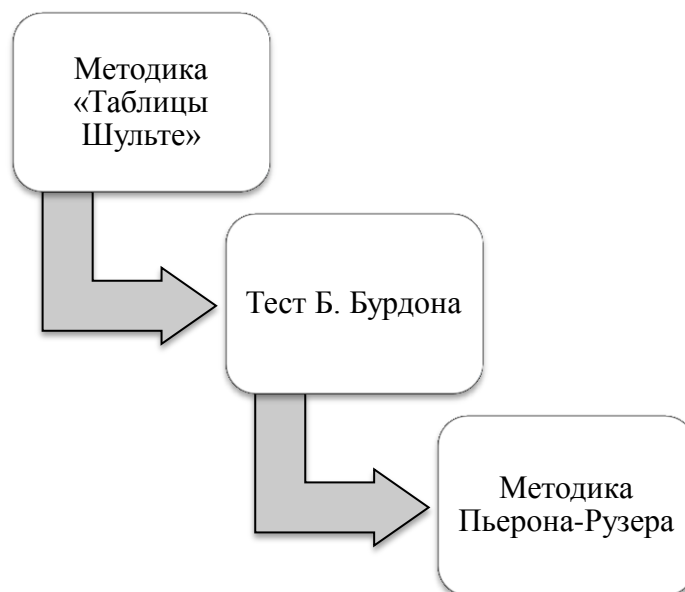 Методика
«Таблицы
Шульте»
Тест Б. Бурдона
Методика
Пьерона-Рузера